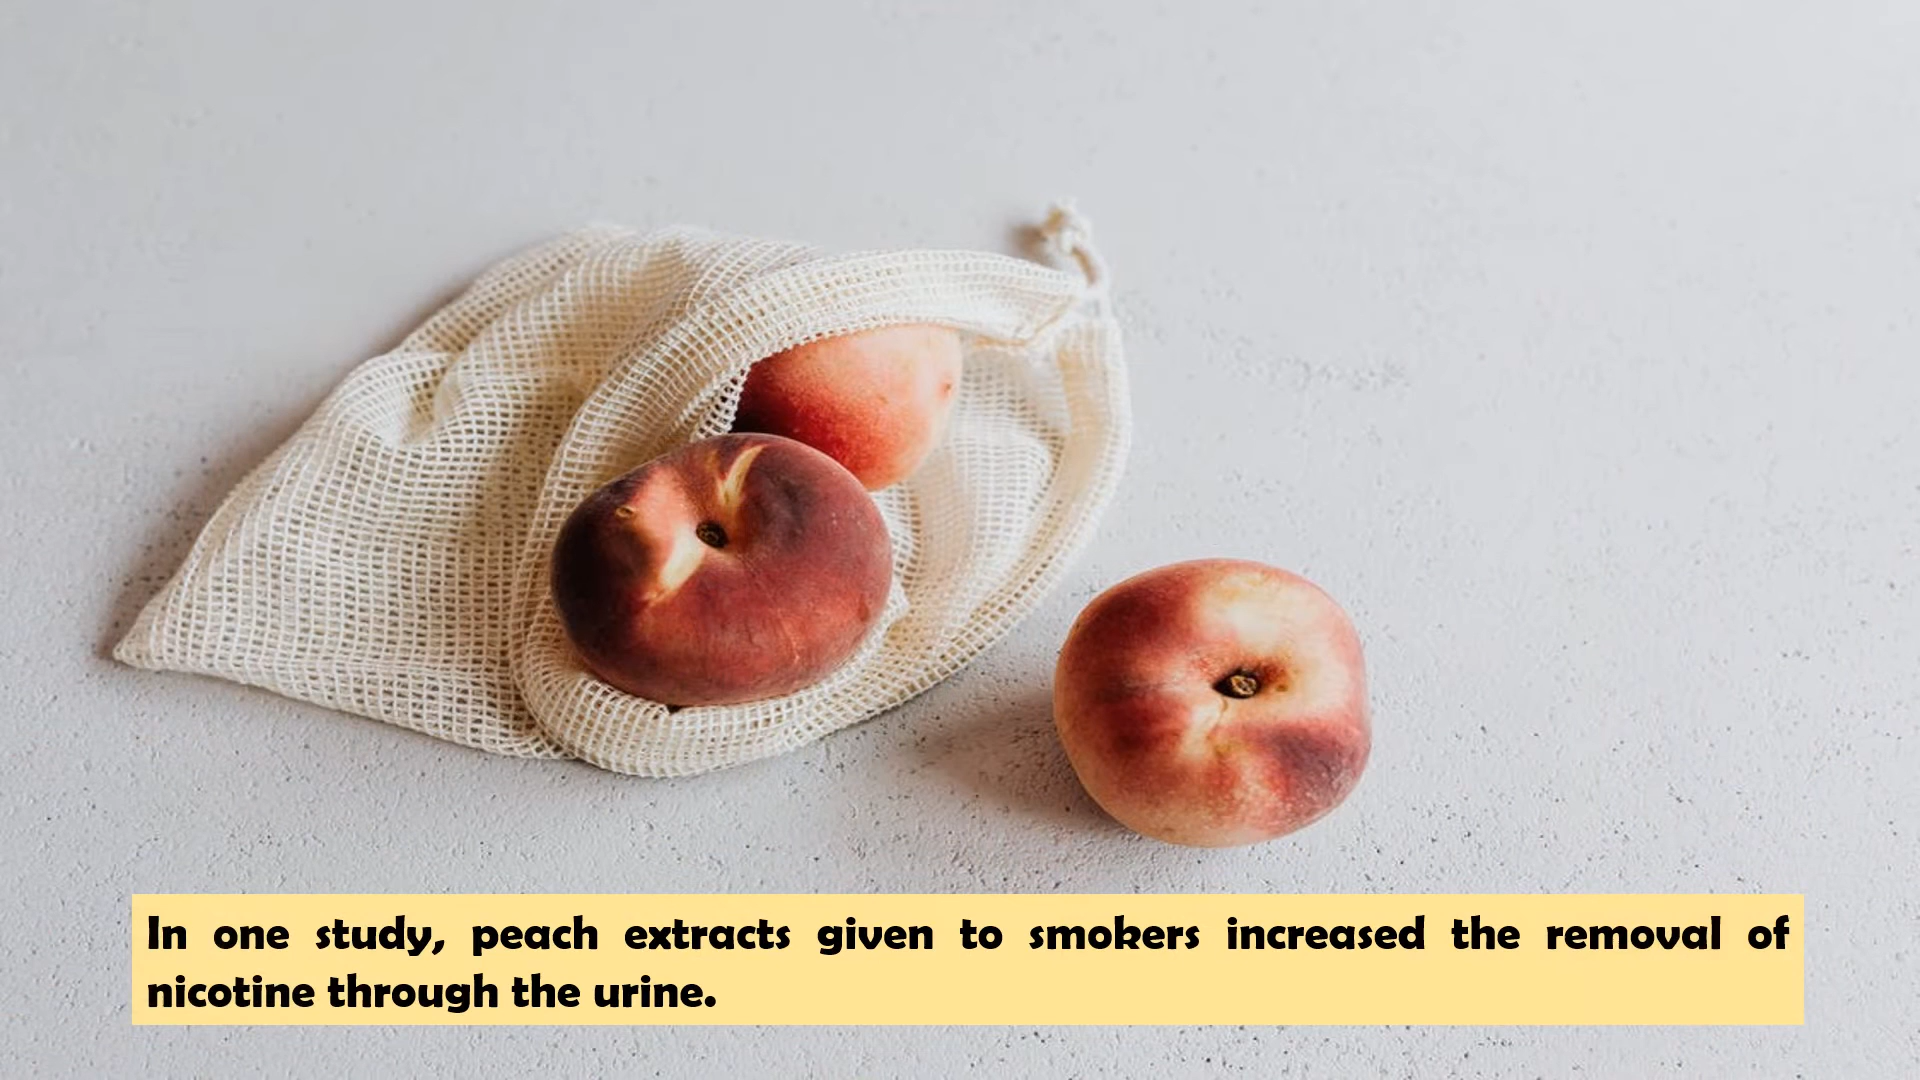 In one study, peach extracts given to smokers increased the removal of
nicotine through the urine.